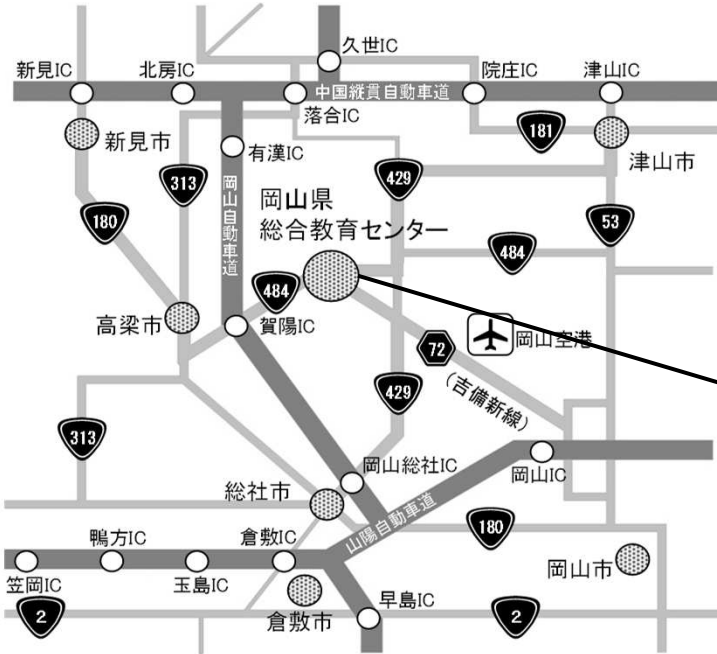 久世IC
新見IC
北房IC
院庄IC
津山IC
中国縦貫自動車道
落合IC
181
新見市
有漢IC
津山市
313
429
岡山自動車道
岡山県
総合教育センター
180
53
484
484
高梁市
賀陽IC
72
岡山空港
(吉備新線)
429
313
岡山総社IC
岡山IC
総社市
山陽自動車道
180
鴨方IC
倉敷IC
岡山市
笠岡IC
玉島IC
早島IC
倉敷市
2
2